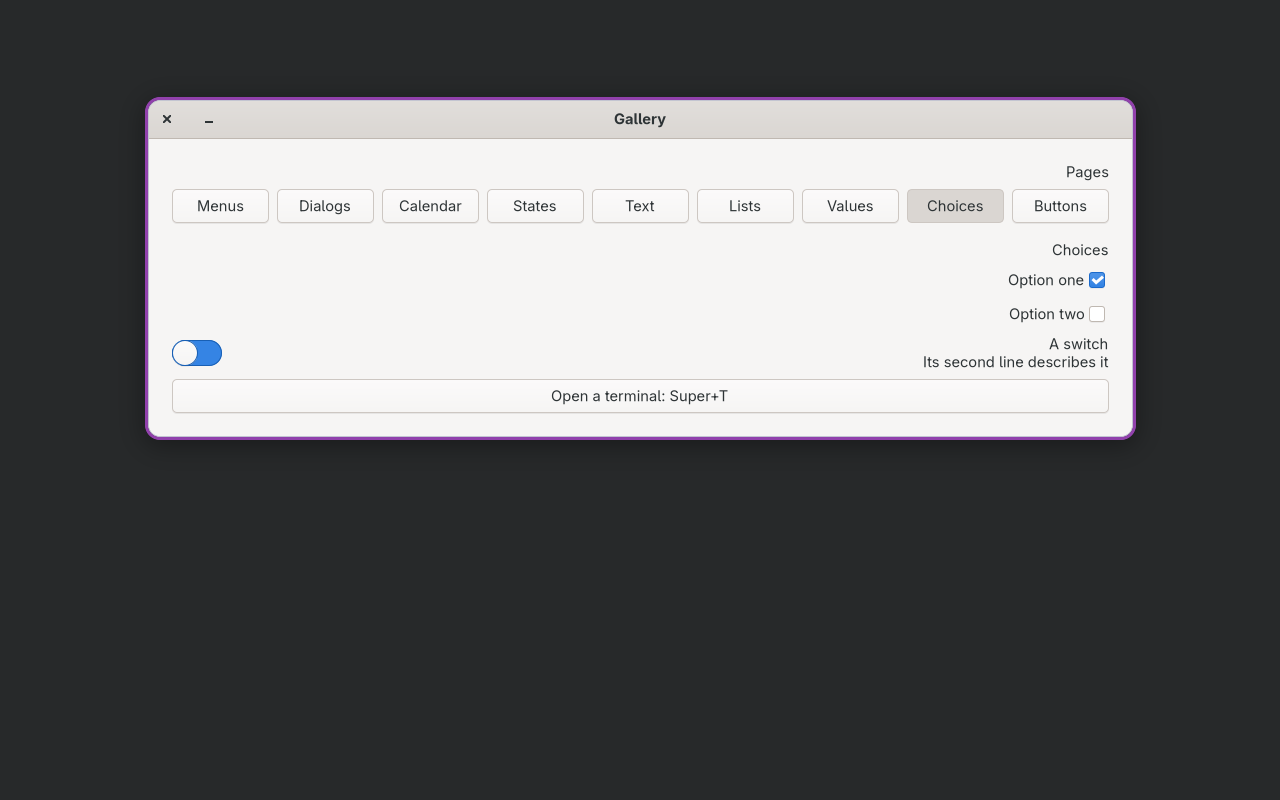 Gallery
Pages
Menus Dialogs Calendar States Text Lists Values Choices Buttons
Choices
Option one
Option two
A switch
Its second line describes it
Open a terminal: Super+T